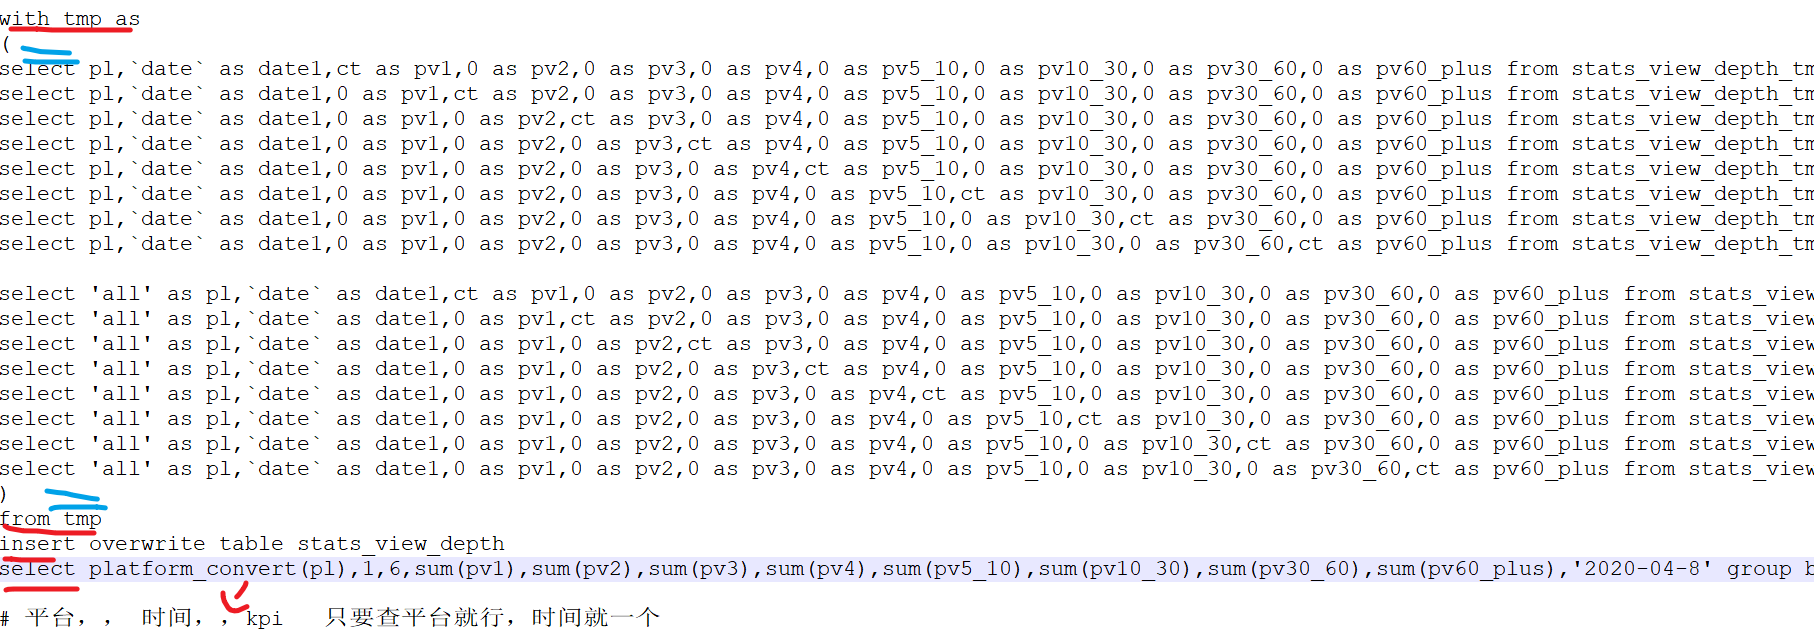 with tmp as
(
select pl,`date` as date1,ct as pv1,0 as pv2,0 as pv3,0 as pv4,0 as pv5_10,0 as pv10_30,0 as pv30_60,0 as pv60_plus from stats_view_depth_tm
select pl,`date` as date1,0 as pv1,ct as pv2,0 as pv3,0 as pv4,0 as pv5_10,0 as pv10_30,0 as pv30_60,0 as pv60_plus from stats_view_depth_tm
select pl,`date` as date1,0 as pv1,0 as pv2,ct as pv3,0 as pv4,0 as pv5_10,0 as pv10_30,0 as pv30_60,0 as pv60_plus from stats_view_depth_tm
select pl,`date` as date1,0 as pv1,0 as pv2,0 as pv3,ct as pv4,0 as pv5_10,0 as pv10_30,0 as pv30_60,0 as pv60_plus from stats_view_depth_tm
select pl,`date` as date1,0 as pv1,0 as pv2,0 as pv3,0 as pv4,ct as pv5_10,0 as pv10_30,0 as pv30_60,0 as pv60_plus from stats_view_depth_tm
select pl,`date` as date1,0 as pv1,0 as pv2,0 as pv3,0 as pv4,0 as pv5_10,ct as pv10_30,0 as pv30_60,0 as pv60_plus from stats_view_depth_tm
select pl,`date` as date1,0 as pv1,0 as pv2,0 as pv3,0 as pv4,0 as pv5_10,0 as pv10_30,ct as pv30_60,0 as pv60_plus from stats_view_depth_tm
select pl,`date` as date1,0 as pv1,0 as pv2,0 as pv3,0 as pv4,0 as pv5_10,0 as pv10_30,0 as pv30_60,ct as pv60_plus from stats_view_depth_tm
select 'all' as pl,`date` as date1,ct as pv1,0 as pv2,0 as pv3,0 as pv4,0 as pv5_10,0 as pv10_30,0 as pv30_60,0 as pv60_plus from stats_view
select 'all' as pl,`date` as date1,0 as pv1,ct as pv2,0 as pv3,0 as pv4,0 as pv5_10,0 as pv10_30,0 as pv30_60,0 as pv60_plus from stats_view
select 'all' as pl,`date` as date1,0 as pv1,0 as pv2,ct as pv3,0 as pv4,0 as pv5_10,0 as pv10_30,0 as pv30_60,0 as pv60_plus from stats_view
select 'all' as pl,`date` as date1,0 as pv1,0 as pv2,0 as pv3,ct as pv4,0 as pv5_10,0 as pv10_30,0 as pv30_60,0 as pv60_plus from stats_view
select 'all' as pl,`date` as date1,0 as pv1,0 as pv2,0 as pv3,0 as pv4,ct as pv5_10,0 as pv10_30,0 as pv30_60,0 as pv60_plus from stats_view
select 'all' as pl,`date` as date1,0 as pv1,0 as pv2,0 as pv3,0 as pv4,0 as pv5_10,ct as pv10_30,0 as pv30_60,0 as pv60_plus from stats_view
select 'all' as pl,`date` as date1,0 as pv1,0 as pv2,0 as pv3,0 as pv4,0 as pv5_10,0 as pv10_30,ct as pv30_60,0 as pv60_plus from stats_view
select 'all' as pl,`date` as date1,0 as pv1,0 as pv2,0 as pv3,0 as pv4,0 as pv5_10,0 as pv10_30,0 as pv30_60,ct as pv60_plus from stats_view
)
from tmp
insert overwrite table stats_view_depth
select platform_convert(pl),1,6,sum(pv1),sum(pv2),sum(pv3),sum(pv4),sum(pv5_10),sum(pv10_30),sum(pv30_60),sum(pv60_plus),'2020-04-8' group b
# 平台，， 时间，，kpi 只要查平台就行，时间就一个